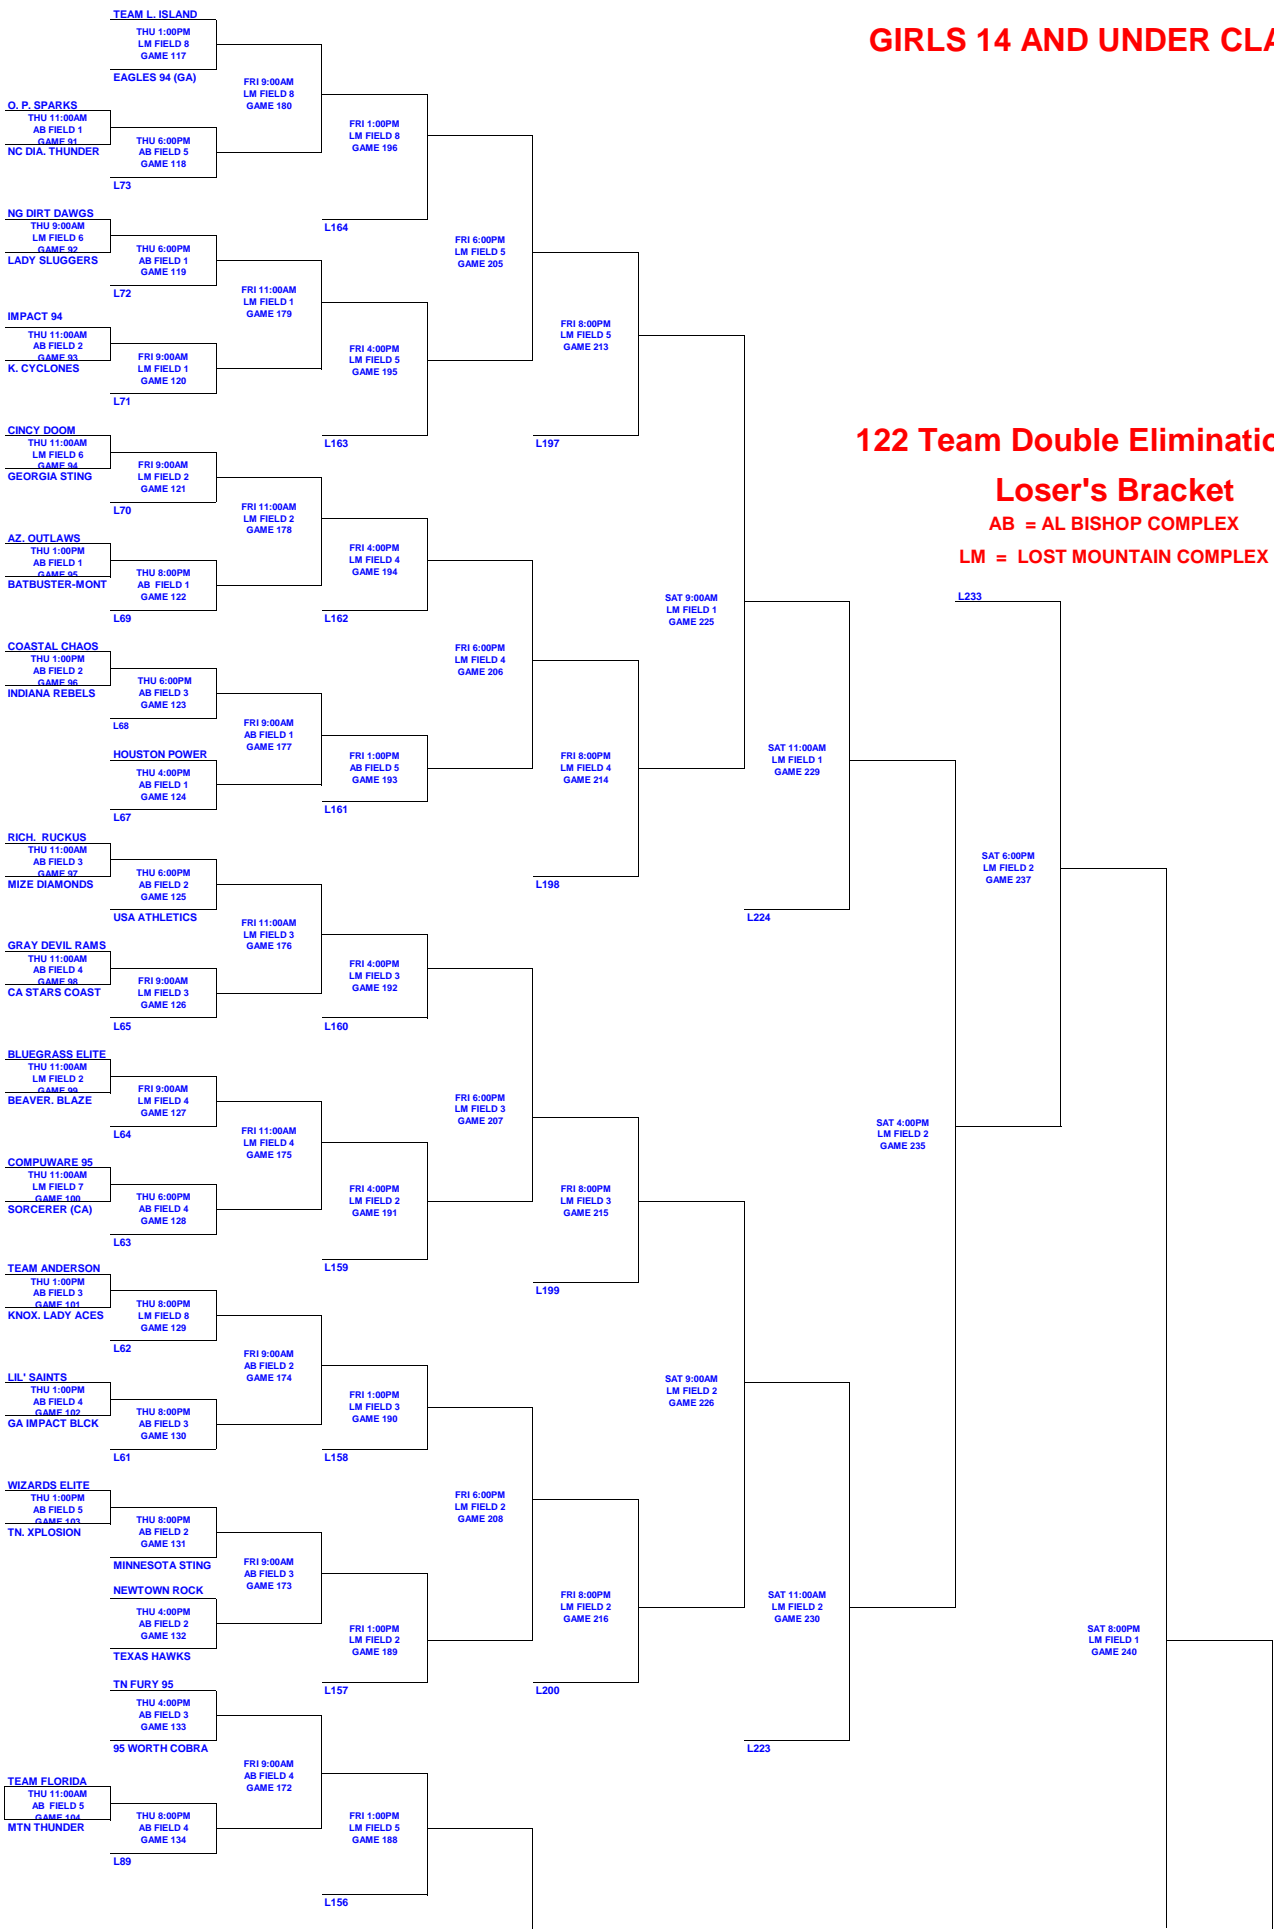 TEAM L. ISLAND
THU 1:00PM
LM FIELD 8
GAME 117
EAGLES 94 (GA)
GIRLS 14 AND UNDER CLA
FRI 9:00AM
LM FIELD 8
GAME 180
O. P. SPARKS
THU 11:00AM
AB FIELD 1
GAME 91
NC DIA. THUNDER
THU 6:00PM
AB FIELD 5
GAME 118
L73
FRI 1:00PM
LM FIELD 8
GAME 196
L164
NG DIRT DAWGS
THU 9:00AM
LM FIELD 6
GAME 92
LADY SLUGGERS
THU 6:00PM
AB FIELD 1
GAME 119
L72
FRI 6:00PM
LM FIELD 5
GAME 205
FRI 11:00AM
LM FIELD 1
GAME 179
IMPACT 94
THU 11:00AM
AB FIELD 2
GAME 93
K. CYCLONES
FRI 9:00AM
LM FIELD 1
GAME 120
L71
FRI 4:00PM
LM FIELD 5
GAME 195
L163
FRI 8:00PM
LM FIELD 5
GAME 213
L197
122 Team Double Eliminatio
Loser's Bracket
AB = AL BISHOP COMPLEX
LM = LOST MOUNTAIN COMPLEX
CINCY DOOM
THU 11:00AM
LM FIELD 6
GAME 94
GEORGIA STING
FRI 9:00AM
LM FIELD 2
GAME 121
L70
FRI 11:00AM
LM FIELD 2
GAME 178
AZ. OUTLAWS
THU 1:00PM
AB FIELD 1
GAME 95
BATBUSTER-MONT
THU 8:00PM
AB FIELD 1
GAME 122
L69
FRI 4:00PM
LM FIELD 4
GAME 194
L162
SAT 9:00AM
LM FIELD 1
GAME 225
L233
COASTAL CHAOS
THU 1:00PM
AB FIELD 2
GAME 96
INDIANA REBELS
THU 6:00PM
AB FIELD 3
GAME 123
L68
FRI 6:00PM
LM FIELD 4
GAME 206
FRI 9:00AM
AB FIELD 1
GAME 177
HOUSTON POWER
THU 4:00PM
AB FIELD 1
GAME 124
L67
FRI 1:00PM
AB FIELD 5
GAME 193
L161
FRI 8:00PM
LM FIELD 4
GAME 214
L198
SAT 11:00AM
LM FIELD 1
GAME 229
L224
RICH. RUCKUS
THU 11:00AM
AB FIELD 3
GAME 97
MIZE DIAMONDS
THU 6:00PM
AB FIELD 2
GAME 125
USA ATHLETICS
SAT 6:00PM
LM FIELD 2
GAME 237
FRI 11:00AM
LM FIELD 3
GAME 176
GRAY DEVIL RAMS
THU 11:00AM
AB FIELD 4
GAME 98
CA STARS COAST
FRI 9:00AM
LM FIELD 3
GAME 126
L65
FRI 4:00PM
LM FIELD 3
GAME 192
L160
BLUEGRASS ELITE
THU 11:00AM
LM FIELD 2
GAME 99
BEAVER. BLAZE
FRI 9:00AM
LM FIELD 4
GAME 127
L64
FRI 6:00PM
LM FIELD 3
GAME 207
FRI 11:00AM
LM FIELD 4
GAME 175
SAT 4:00PM
LM FIELD 2
GAME 235
COMPUWARE 95
THU 11:00AM
LM FIELD 7
GAME 100
SORCERER (CA)
THU 6:00PM
AB FIELD 4
GAME 128
L63
FRI 4:00PM
LM FIELD 2
GAME 191
L159
FRI 8:00PM
LM FIELD 3
GAME 215
L199
TEAM ANDERSON
THU 1:00PM
AB FIELD 3
GAME 101
KNOX. LADY ACES
THU 8:00PM
LM FIELD 8
GAME 129
L62
FRI 9:00AM
AB FIELD 2
GAME 174
LIL' SAINTS
THU 1:00PM
AB FIELD 4
GAME 102
GA IMPACT BLCK
THU 8:00PM
AB FIELD 3
GAME 130
L61
FRI 1:00PM
LM FIELD 3
GAME 190
L158
SAT 9:00AM
LM FIELD 2
GAME 226
WIZARDS ELITE
THU 1:00PM
AB FIELD 5
GAME 103
TN. XPLOSION
THU 8:00PM
AB FIELD 2
GAME 131
MINNESOTA STING
FRI 6:00PM
LM FIELD 2
GAME 208
FRI 9:00AM
AB FIELD 3
GAME 173
NEWTOWN ROCK
THU 4:00PM
AB FIELD 2
GAME 132
TEXAS HAWKS
FRI 1:00PM
LM FIELD 2
GAME 189
L157
FRI 8:00PM
LM FIELD 2
GAME 216
L200
SAT 11:00AM
LM FIELD 2
GAME 230
L223
SAT 8:00PM
LM FIELD 1
GAME 240
TN FURY 95
THU 4:00PM
AB FIELD 3
GAME 133
95 WORTH COBRA
FRI 9:00AM
AB FIELD 4
GAME 172
TEAM FLORIDA
THU 11:00AM
AB FIELD 5
GAME 104
MTN THUNDER
THU 8:00PM
AB FIELD 4
GAME 134
L89
FRI 1:00PM
LM FIELD 5
GAME 188
L156